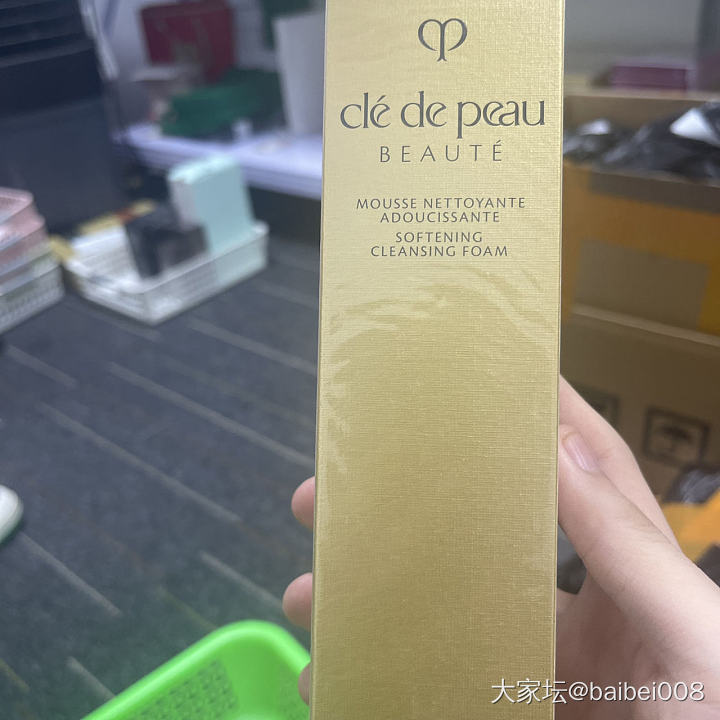 clé de peau
BEAUTÉ
MOUSSE NETTOYANTE
ADOUCISSANTE
SOFTENING
CLEANSING FOAM
大家坛@baibei008